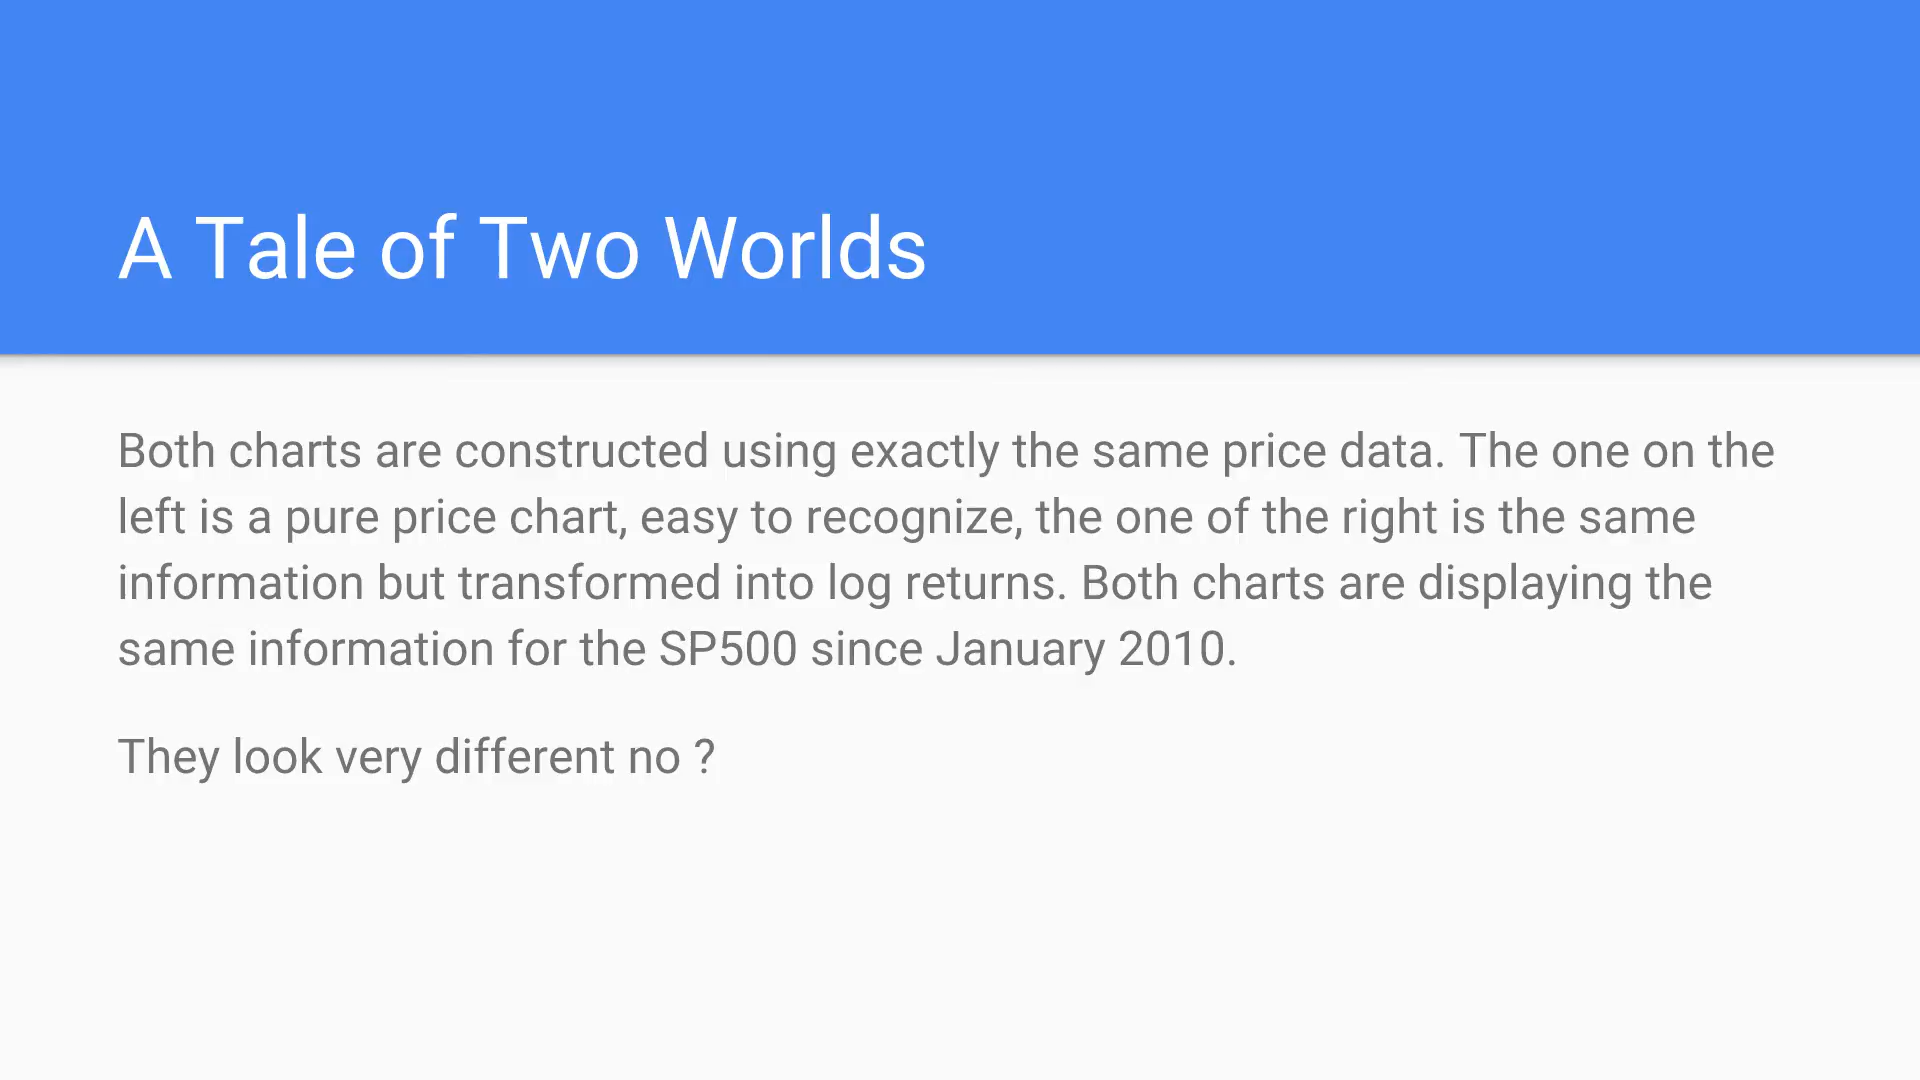 A Tale of Two Worlds
Both charts are constructed using exactly the same price data. The one on the
left is a pure price chart, easy to recognize, the one of the right is the same
information but transformed into log returns. Both charts are displaying the
same information for the SP500 since January 2010.
They look very different no ?